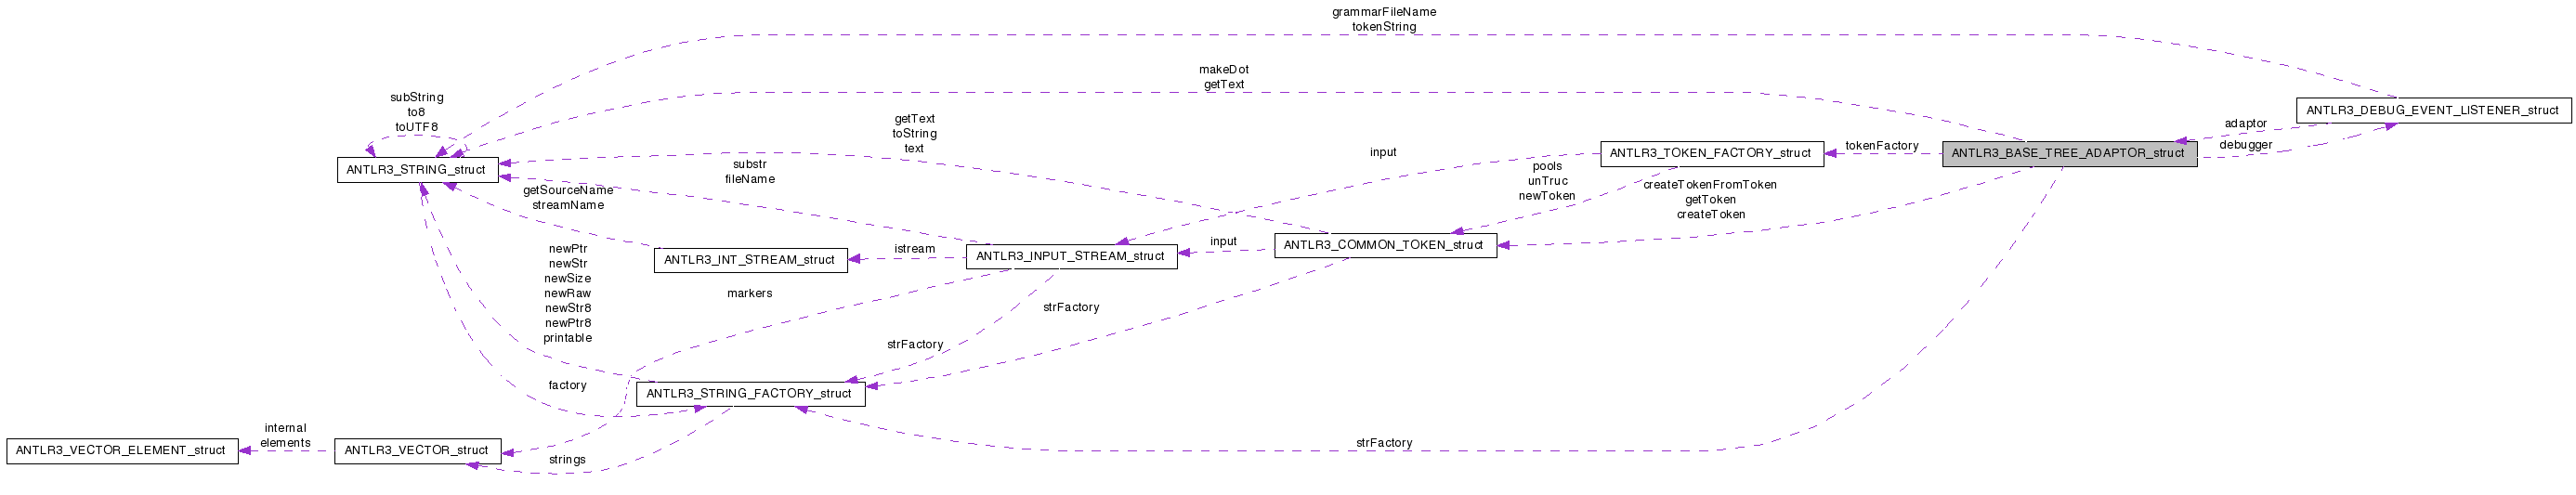 grammarFileName
tokenString
makeDot
getText
subString
to8
toUTF8
ANTLR3_DEBUG_EVENT_LISTENER_struct
getText
toString
text
adaptor
debugger
ANTLR3_STRING_struct
substr
fileName
input
ANTLR3_TOKEN_FACTORY_struct
tokenFactory
ANTLR3_BASE_TREE_ADAPTOR_struct
pools
unTruc
newToken
createTokenFromToken
getToken
createToken
getSourceName
streamName
newPtr
newStr
newSize
newRaw
newStr8
newPtr8
printable
ANTLR3_INT_STREAM_struct
istream
ANTLR3_INPUT_STREAM_struct
input
ANTLR3_COMMON_TOKEN_struct
markers
strFactory
strFactory
factory
ANTLR3_STRING_FACTORY_struct
internal
elements
ANTLR3_VECTOR_ELEMENT_struct
ANTLR3_VECTOR_struct
strings
strFactory